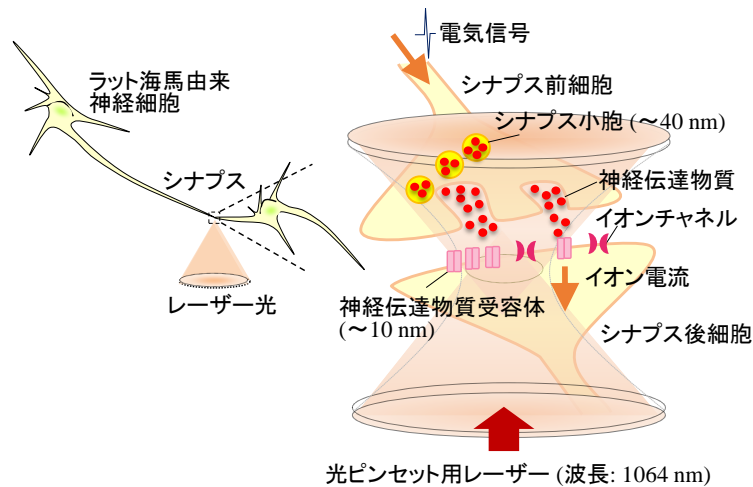 電気信号
シナプス前細胞
シナプス小胞 (～40 nm)
ラット海馬由来
神経細胞
シナプス
神経伝達物質
イオンチャネル
レーザー光
イオン電流
神経伝達物質受容体
(～10 nm)
シナプス後細胞
光ピンセット用レーザー (波長: 1064 nm)